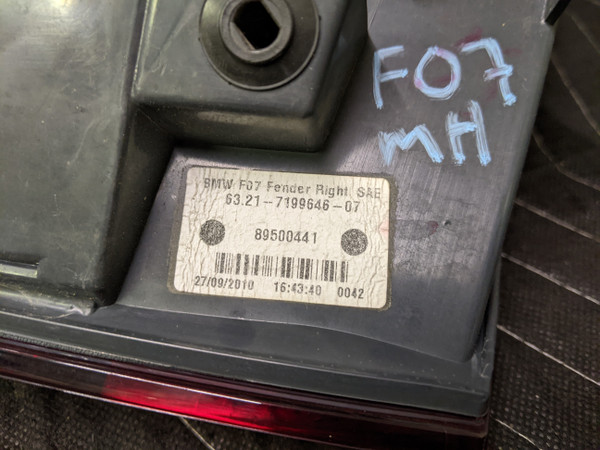 F07
MH
BMW F07 Fender Right SAE
63.21-7199646-07
89500441
27/09/2010 16:43:40 0042